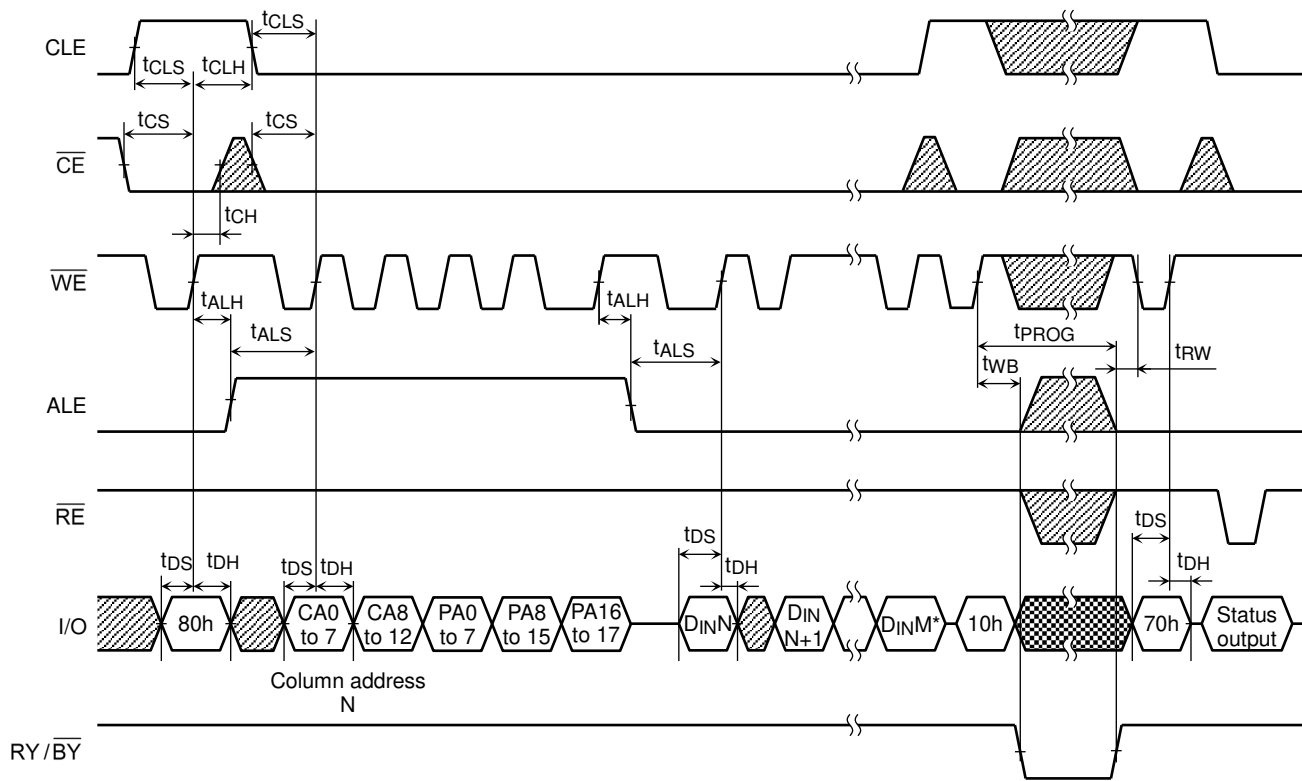 CLE
tCLS
tCLS
tCLH
CE
tCS
tCS
tCH
WE
tALH
tALS
tALH
tALS
tPROG
tWB
tRW
ALE
RE
I/O
tDS
tDH
tDS
tDH
tDS
tDH
tDS
tDH
80h
CA0
to 7
CA8
to 12
PA0
to 7
PA8
to 15
PA16
to 17
DINN
DIN
N+1
DINM*
10h
70h
Status
output
Column address
N
RY/BY